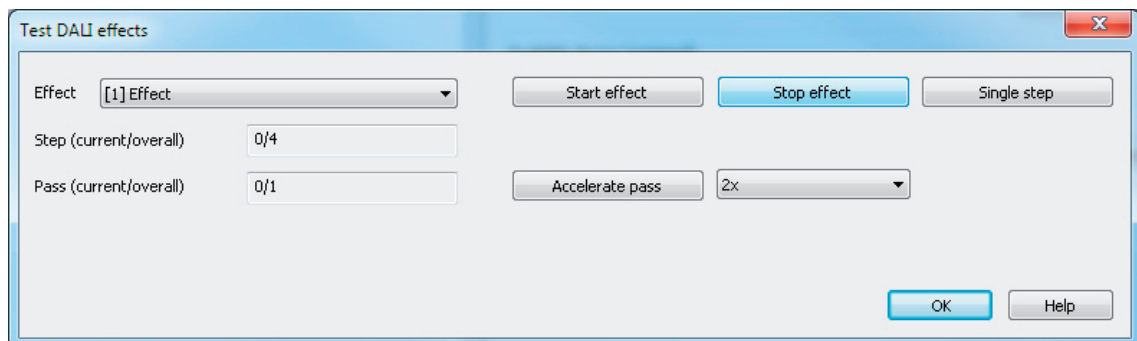 Test DALI effects
Effect [1] Effect Start effect Stop effect Single step
Step (current/overall) 0/4
Pass (current/overall) 0/1 Accelerate pass 2x
OK Help